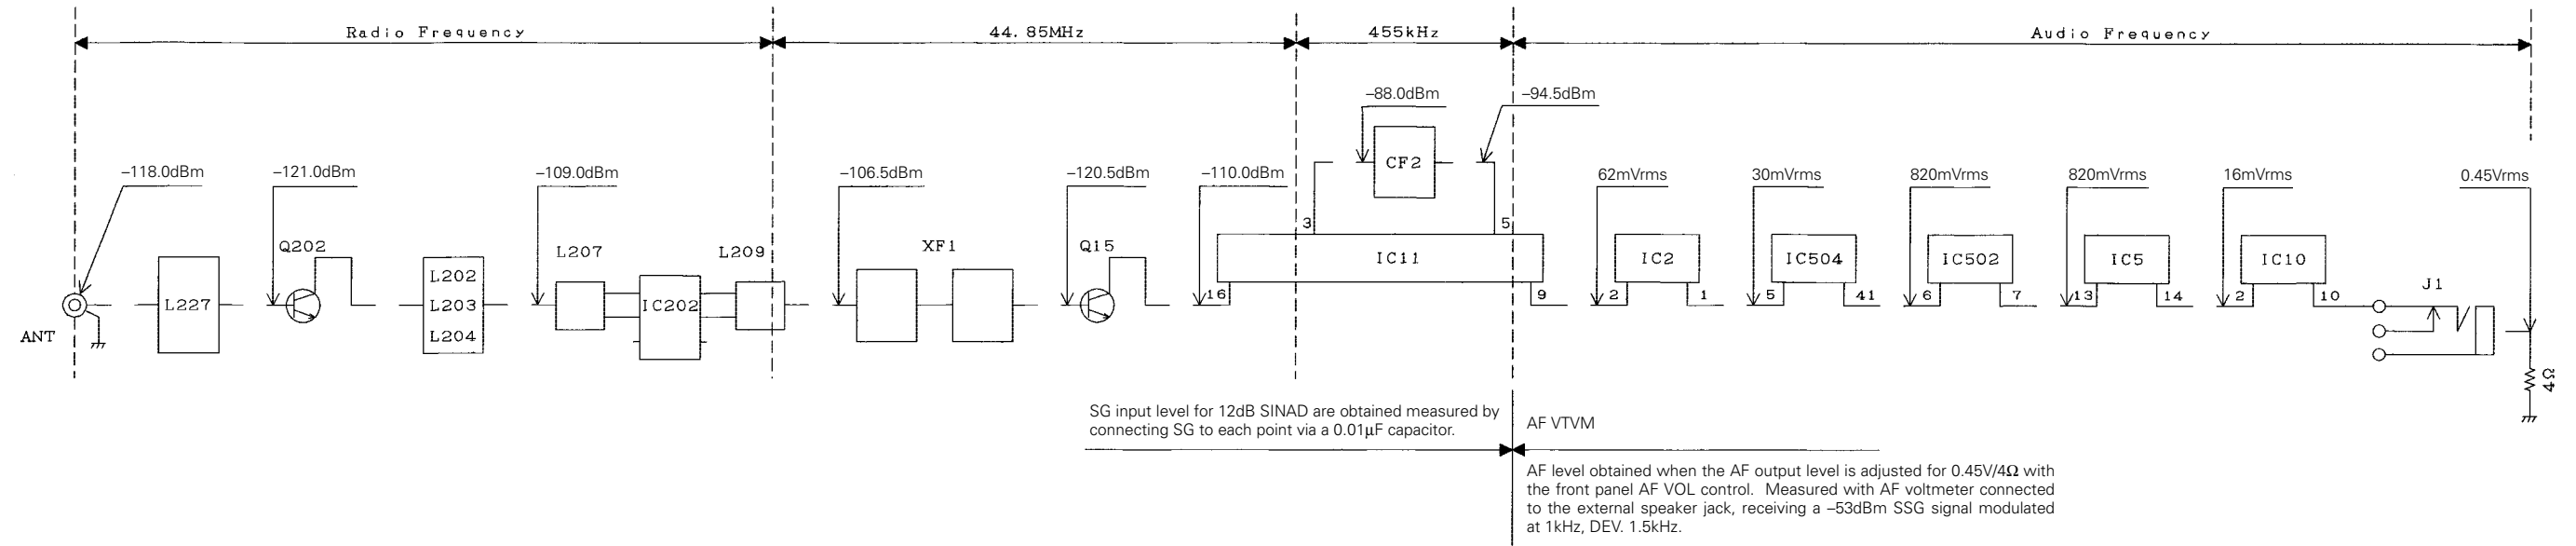 Radio Frequency
44.85MHz
455kHz
Audio Frequency
–88.0dBm
–94.5dBm
–118.0dBm
–121.0dBm
–109.0dBm
–106.5dBm
–120.5dBm
–110.0dBm
CF2
62mVrms
30mVrms
820mVrms
820mVrms
16mVrms
0.45Vrms
3
5
Q202
L207
L209
XF1
Q15
IC11
IC2
IC504
IC502
IC5
IC10
L227
L202
L203
L204
IC202
16
9
2
1
5
41
6
7
13
14
2
10
J1
ANT
4Ω
SG input level for 12dB SINAD are obtained measured by
connecting SG to each point via a 0.01µF capacitor.
AF VTVM
AF level obtained when the AF output level is adjusted for 0.45V/4Ω with
the front panel AF VOL control. Measured with AF voltmeter connected
to the external speaker jack, receiving a –53dBm SSG signal modulated
at 1kHz, DEV. 1.5kHz.